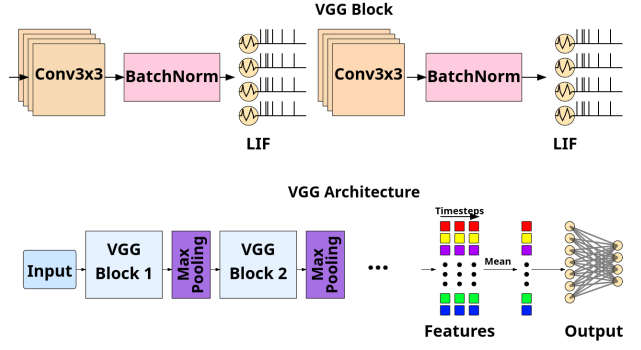 VGG Block
Conv3x3
BatchNorm
LIF
Conv3x3
BatchNorm
LIF
VGG Architecture
Input
VGG
Block 1
Max
Pooling
VGG
Block 2
Max
Pooling
•••
Timesteps
Mean
Features
Output